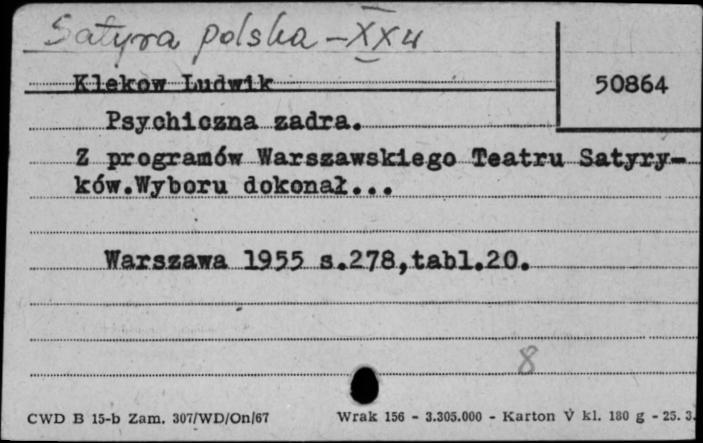 Satyra polska - XX w
Klekow Ludwik
50864
Psychiczna zadra.
Z programów Warszawskiego Teatru Satyry-
ków.Wyboru dokonał...
Warszawa 1955 s.278,tabl.20.
8
CWD B 15-b Zam. 307/WD/On/67 Wrak 156 - 3.305.000 - Karton V kl. 180 g - 25. 3.